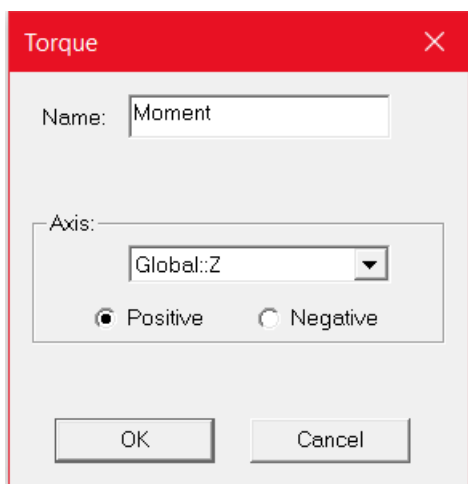 Torque
Name: Moment
Axis:
Global::Z
Positive Negative
OK Cancel